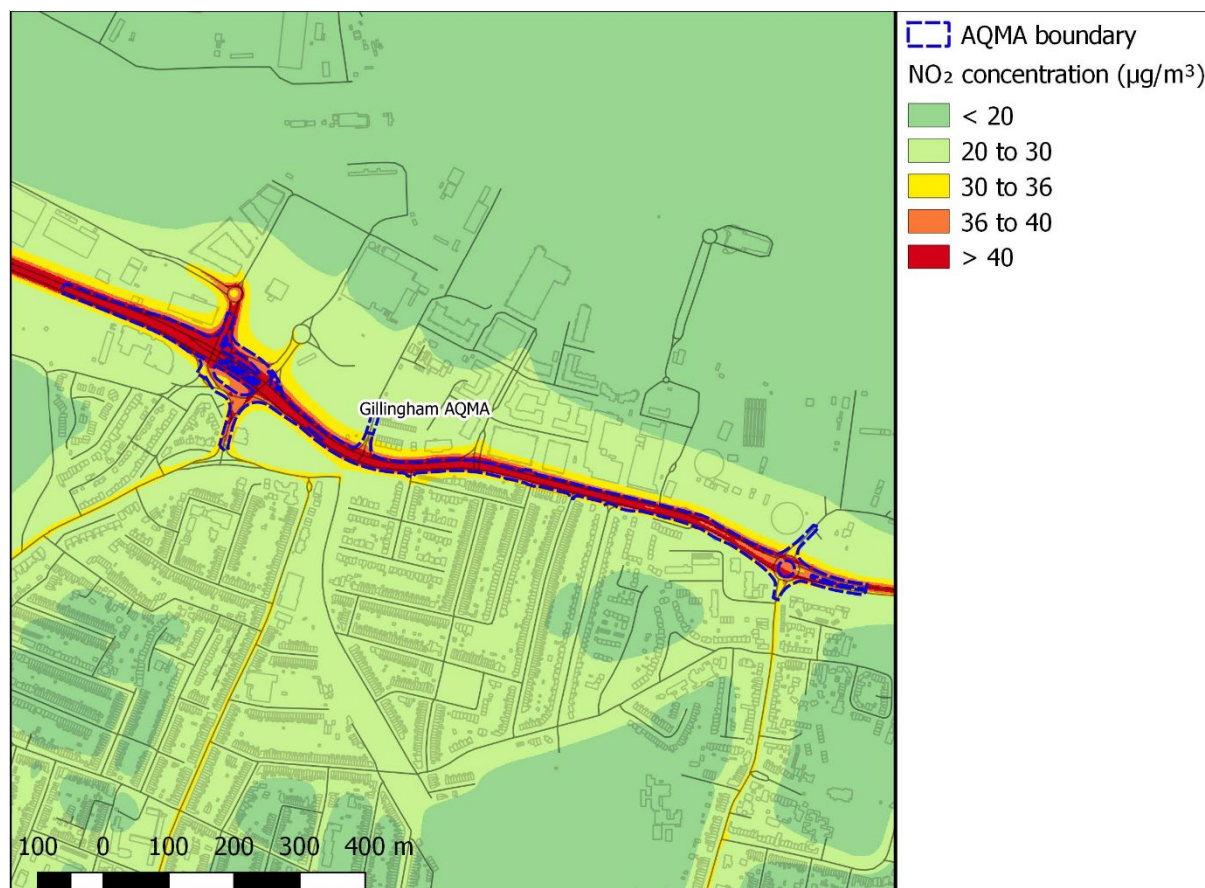 AQMA boundary
NO₂ concentration (µg/m³)
< 20
20 to 30
30 to 36
36 to 40
> 40
Gillingham AQMA
100 0 100 200 300 400 m